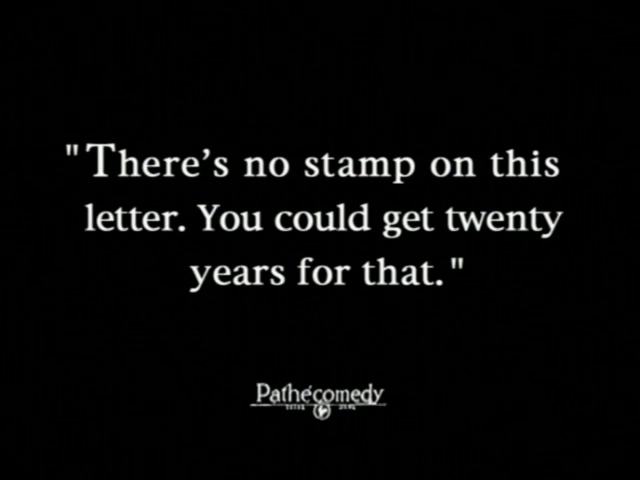 "There's no stamp on this
letter. You could get twenty
years for that."
Pathécomedy